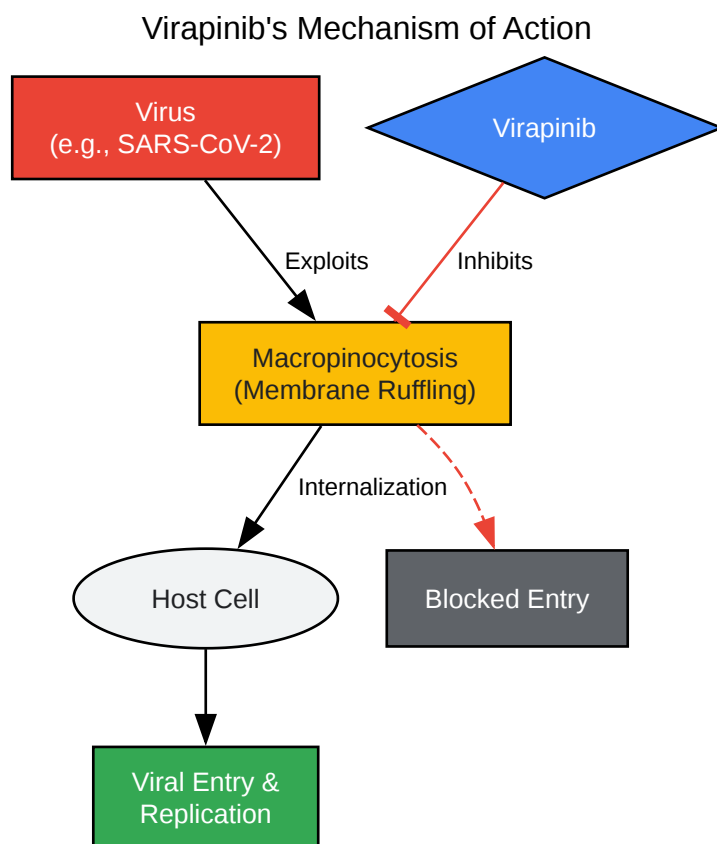 Virapinib's Mechanism of Action
Virus
(e.g., SARS-CoV-2)
Virapinib
Exploits
Inhibits
Macropinocytosis
(Membrane Ruffling)
Internalization
Host Cell
Blocked Entry
Viral Entry &
Replication